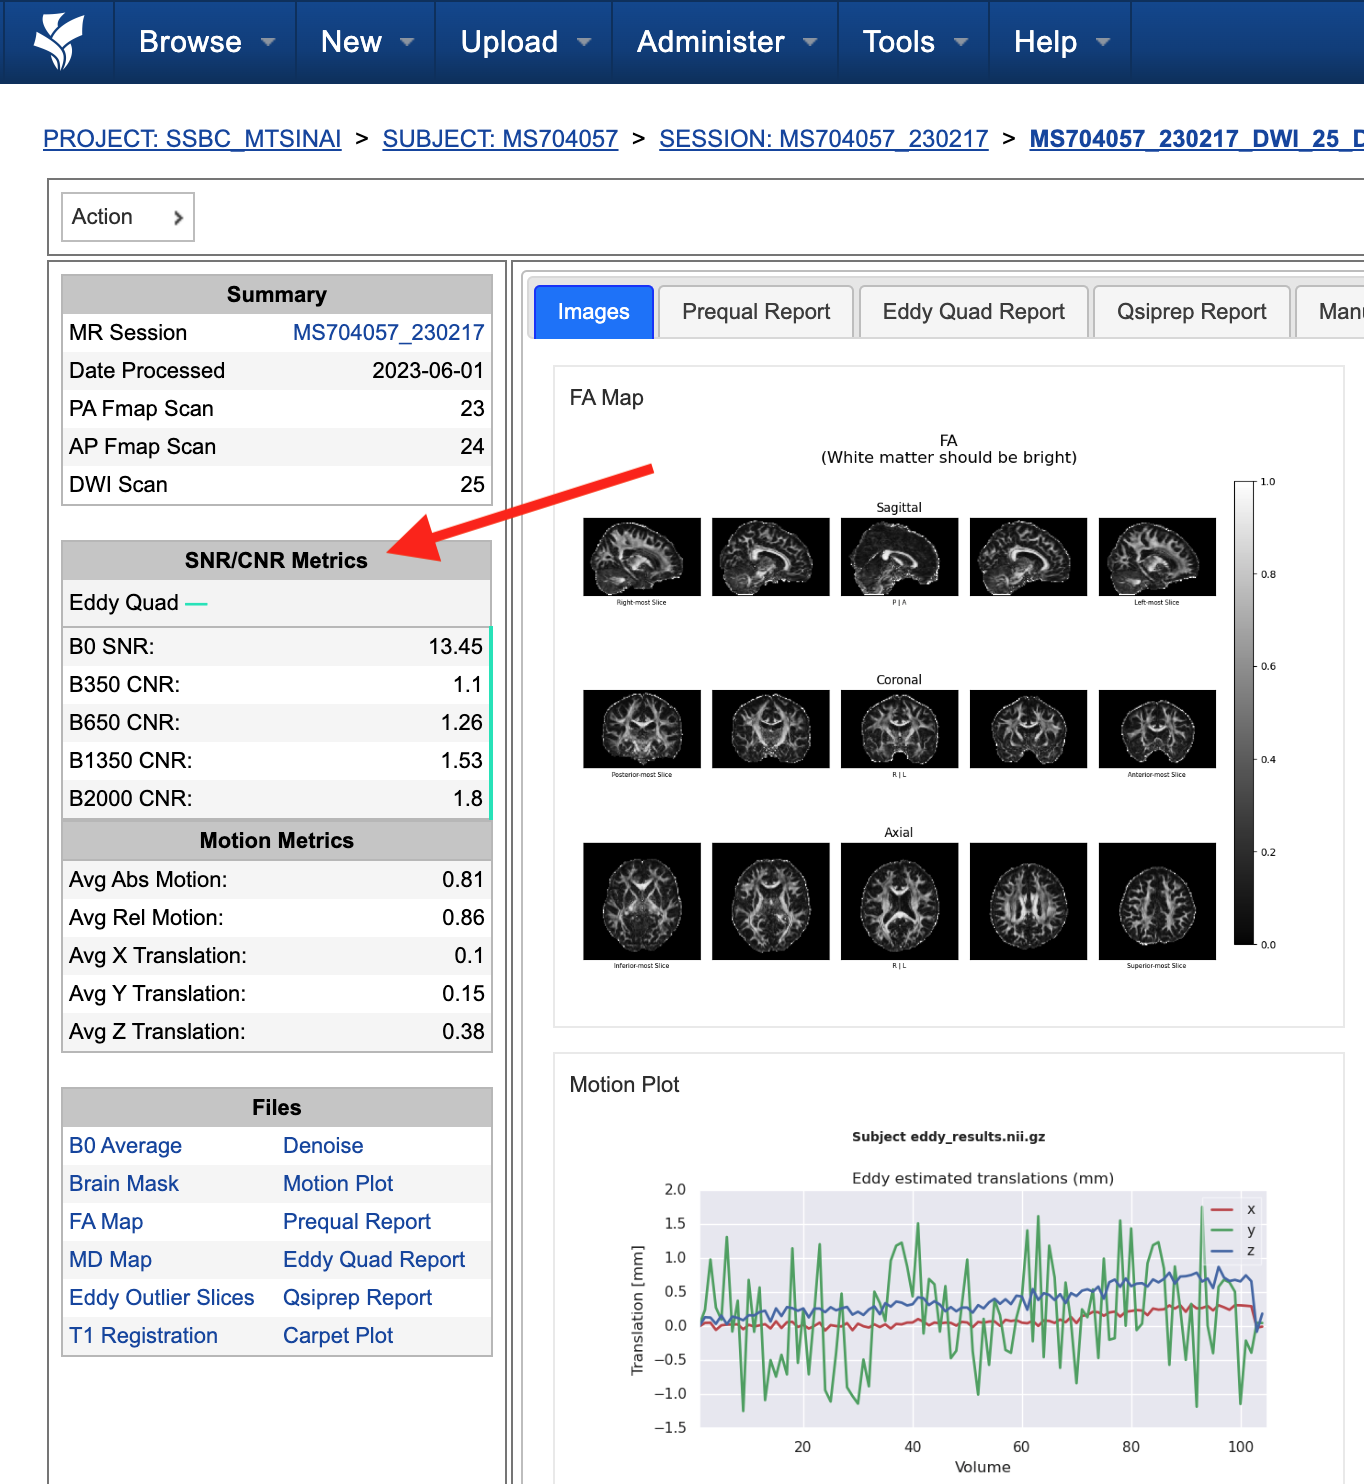 Browse New Upload Administer Tools Help
PROJECT: SSBC_MTSINAI > SUBJECT: MS704057 > SESSION: MS704057_230217 > MS704057_230217_DWI_25_D
Action
Summary
MR Session MS704057_230217
Date Processed 2023-06-01
PA Fmap Scan 23
AP Fmap Scan 24
DWI Scan 25
SNR/CNR Metrics
Eddy Quad
B0 SNR: 13.45
B350 CNR: 1.1
B650 CNR: 1.26
B1350 CNR: 1.53
B2000 CNR: 1.8
Motion Metrics
Avg Abs Motion: 0.81
Avg Rel Motion: 0.86
Avg X Translation: 0.1
Avg Y Translation: 0.15
Avg Z Translation: 0.38
Files
B0 Average Denoise
Brain Mask Motion Plot
FA Map Prequal Report
MD Map Eddy Quad Report
Eddy Outlier Slices Qsiprep Report
T1 Registration Carpet Plot
Images Prequal Report Eddy Quad Report Qsiprep Report Manu
FA Map
FA
(White matter should be bright)
Sagittal
Right-most Slice P | A Left-most Slice
Coronal
Posterior-most Slice R | L Anterior-most Slice
Axial
Inferior-most Slice R | L Superior-most Slice
1.0
0.8
0.6
0.4
0.2
0.0
Motion Plot
Subject eddy_results.nii.gz
Eddy estimated translations (mm)
Translation [mm]
2.0
1.5
1.0
0.5
0.0
−0.5
−1.0
−1.5
x
y
z
20 40 60 80 100
Volume